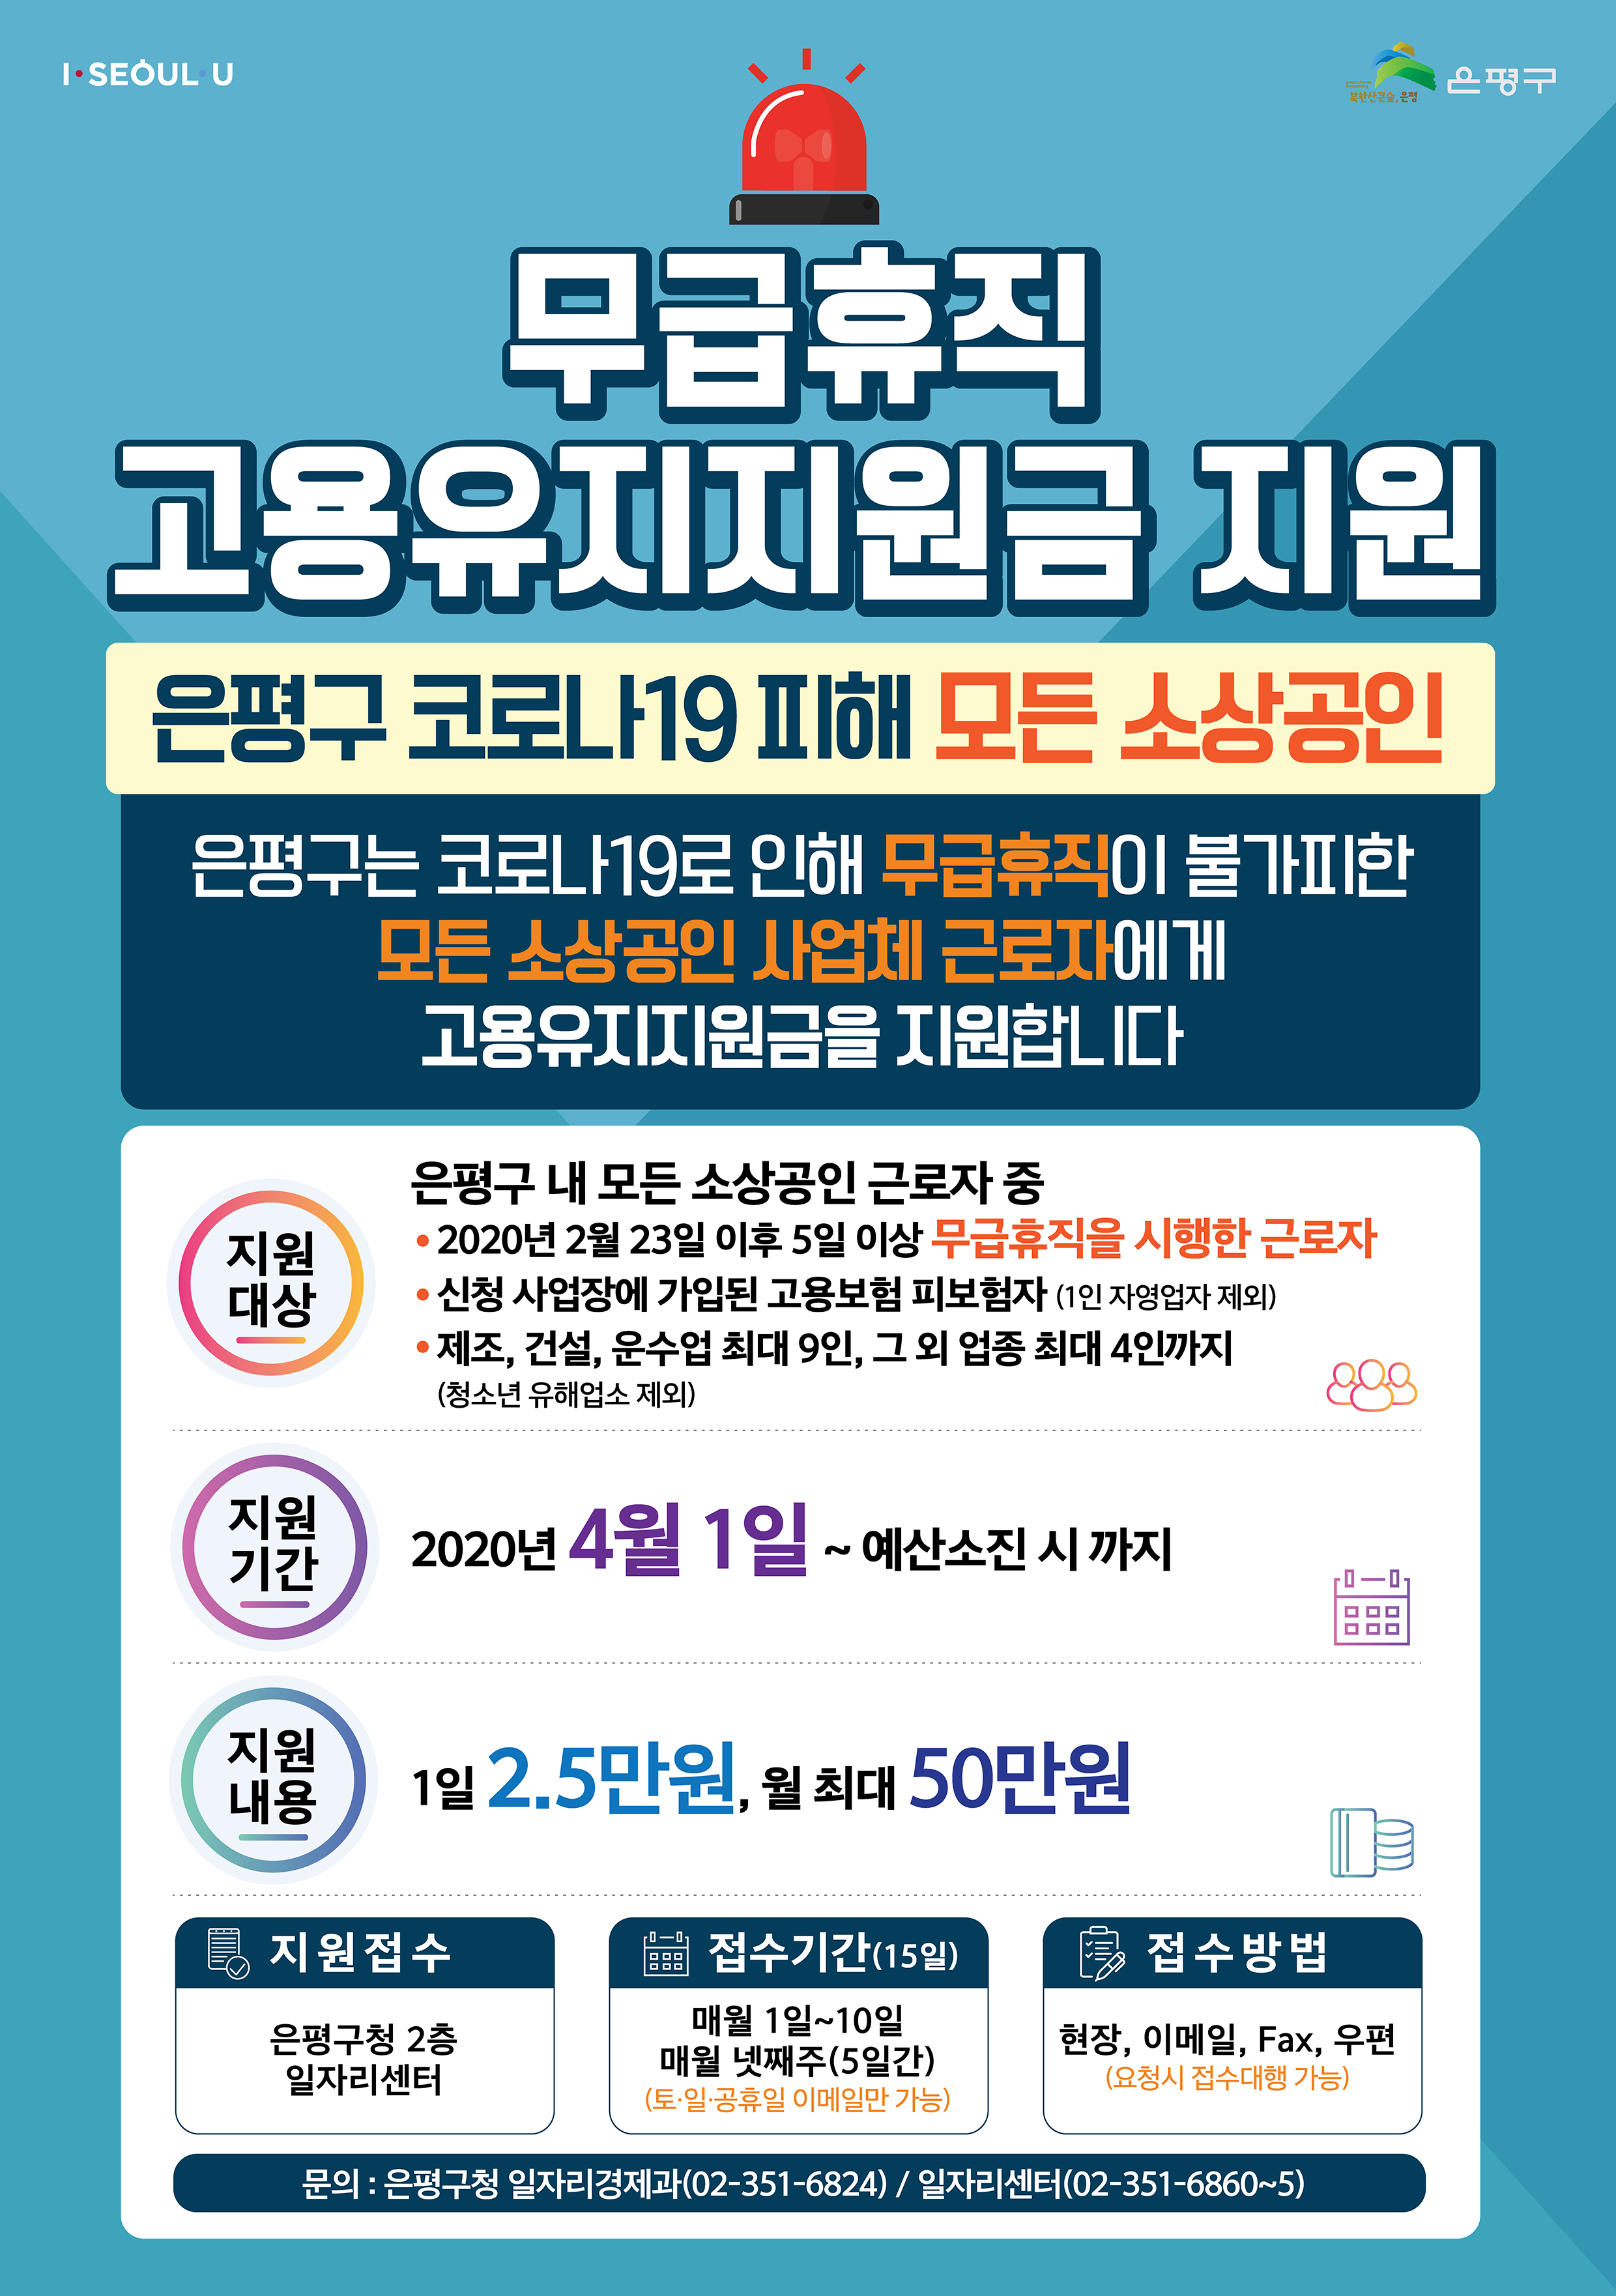 I·SEOUL·U
북한산 큰 숲, 은평
은평구
무급휴직
고용유지지원금 지원
은평구 코로나19 피해 모든 소상공인
은평구는 코로나19로 인해 무급휴직이 불가피한
모든 소상공인 사업체 근로자에게
고용유지지원금을 지원합니다
지원
대상
은평구 내 모든 소상공인 근로자 중
• 2020년 2월 23일 이후 5일 이상 무급휴직을 시행한 근로자
• 신청 사업장에 가입된 고용보험 피보험자 (1인 자영업자 제외)
• 제조, 건설, 운수업 최대 9인, 그 외 업종 최대 4인까지
(청소년 유해업소 제외)
지원
기간
2020년 4월 1일 ~ 예산소진 시 까지
지원
내용
1일 2.5만원, 월 최대 50만원
지원접수
은평구청 2층
일자리센터
접수기간(15일)
매월 1일~10일
매월 넷째주(5일간)
(토·일·공휴일 이메일만 가능)
접수방법
현장, 이메일, Fax, 우편
(요청시 접수대행 가능)
문의 : 은평구청 일자리경제과(02-351-6824) / 일자리센터(02-351-6860~5)